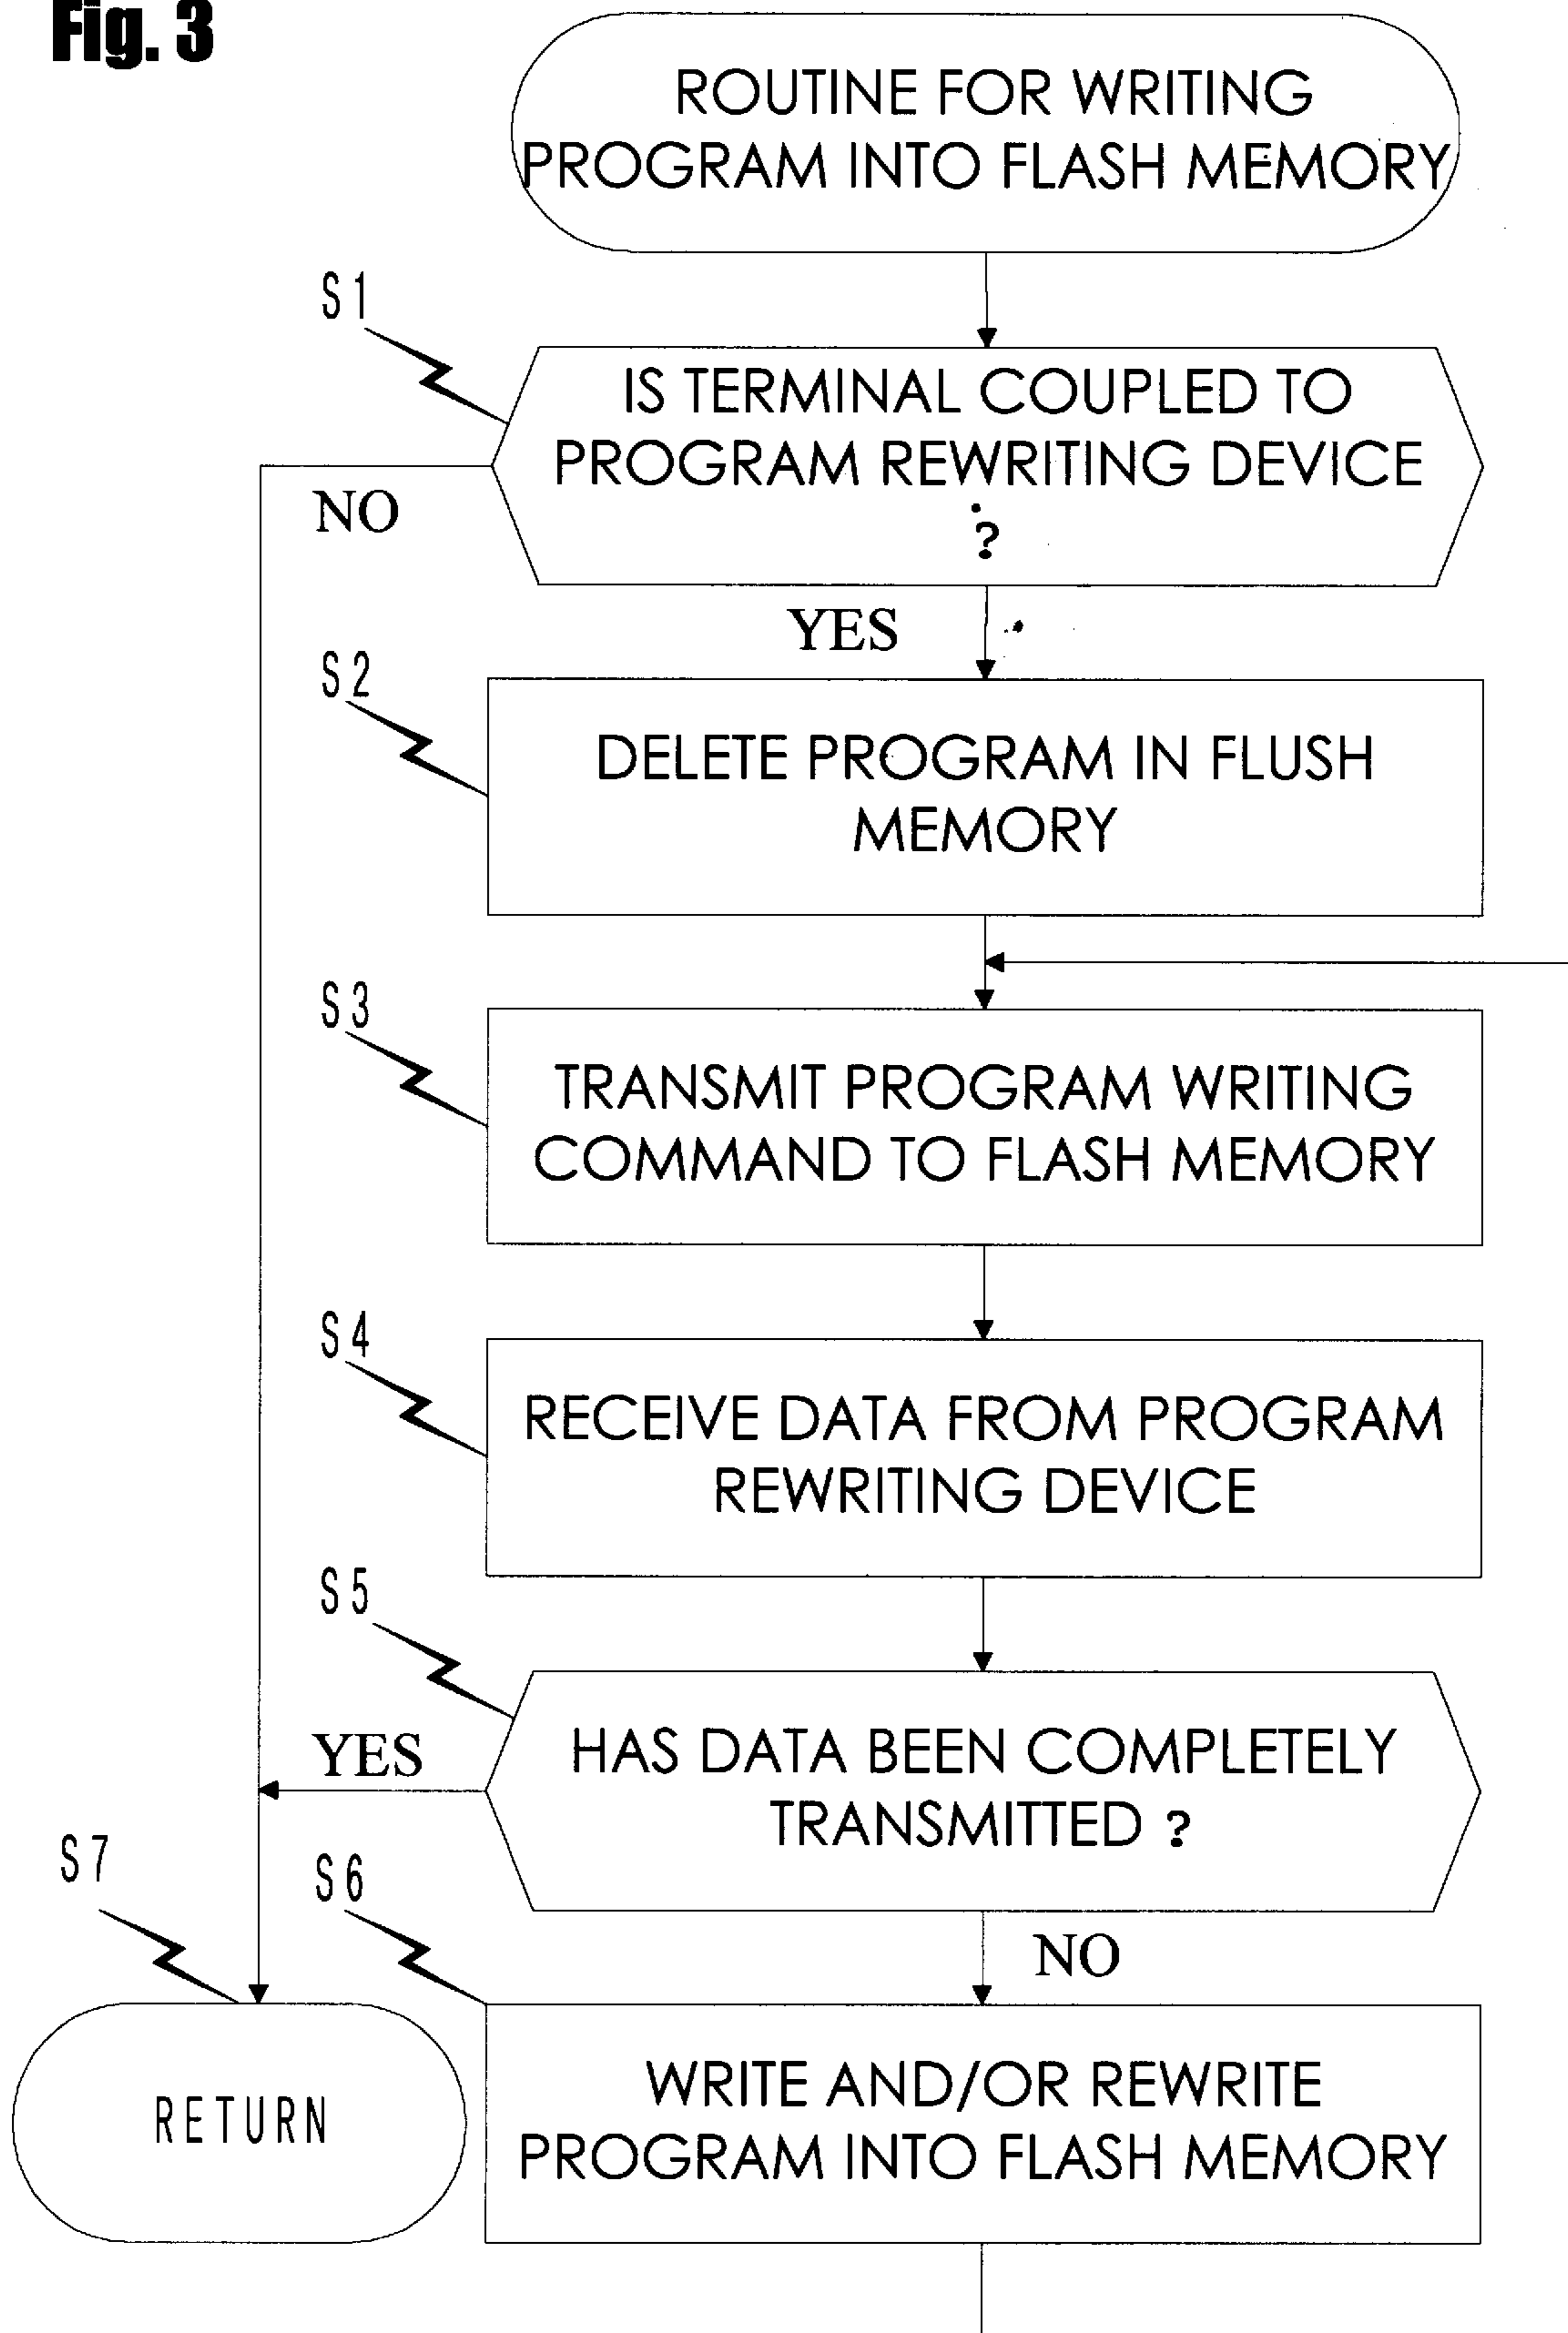 Fig. 3
ROUTINE FOR WRITING
PROGRAM INTO FLASH MEMORY
S1
IS TERMINAL COUPLED TO
PROGRAM REWRITING DEVICE
?
NO
YES
S2
DELETE PROGRAM IN FLUSH
MEMORY
S3
TRANSMIT PROGRAM WRITING
COMMAND TO FLASH MEMORY
S4
RECEIVE DATA FROM PROGRAM
REWRITING DEVICE
S5
HAS DATA BEEN COMPLETELY
TRANSMITTED ?
YES
NO
S7
RETURN
S6
WRITE AND/OR REWRITE
PROGRAM INTO FLASH MEMORY